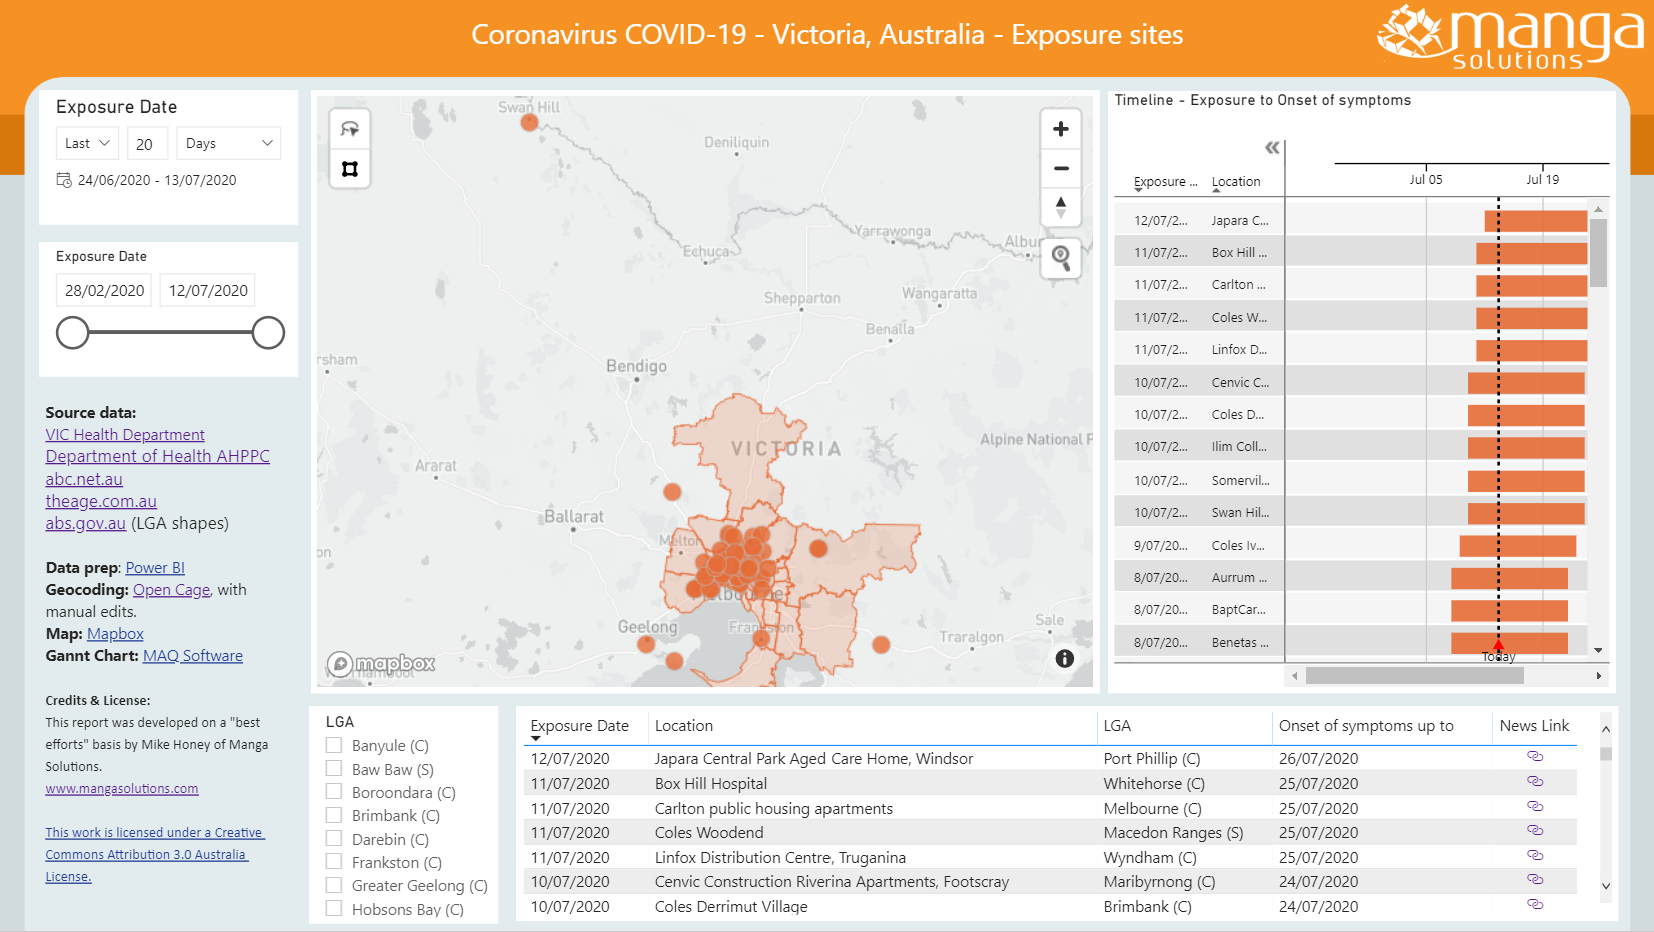 Coronavirus COVID-19 - Victoria, Australia - Exposure sites
manga
solutions
Exposure Date
Last 20 Days
24/06/2020 - 13/07/2020
Exposure Date
28/02/2020 12/07/2020
Source data:
VIC Health Department
Department of Health AHPPC
abc.net.au
theage.com.au
abs.gov.au (LGA shapes)
Data prep: Power BI
Geocoding: Open Cage, with
manual edits.
Map: Mapbox
Gannt Chart: MAQ Software
Credits & License:
This report was developed on a "best
efforts" basis by Mike Honey of Manga
Solutions.
www.mangasolutions.com
This work is licensed under a Creative
Commons Attribution 3.0 Australia
License.
Swan Hill
Deniliquin
Yarrawonga
Albur
Echuca
Shepparton
Wangaratta
Benalla
rsham
Bendigo
VICTORIA
Alpine National P
Ararat
Ballarat
Melton
on
Melbourne
Geelong
Frankston
Sale
Traralgon
mapbox
Timeline - Exposure to Onset of symptoms
Jul 05 Jul 19
Exposure ... Location
12/07/2... Japara C...
11/07/2... Box Hill ...
11/07/2... Carlton ...
11/07/2... Coles W...
11/07/2... Linfox D...
10/07/2... Cenvic C...
10/07/2... Coles D...
10/07/2... Ilim Coll...
10/07/2... Somervil...
10/07/2... Swan Hil...
9/07/20... Coles Iv...
8/07/20... Aurrum ...
8/07/20... BaptCar...
8/07/20... Benetas ...
Today
LGA
Banyule (C)
Baw Baw (S)
Boroondara (C)
Brimbank (C)
Darebin (C)
Frankston (C)
Greater Geelong (C)
Hobsons Bay (C)
Exposure Date Location LGA Onset of symptoms up to News Link
12/07/2020 Japara Central Park Aged Care Home, Windsor Port Phillip (C) 26/07/2020
11/07/2020 Box Hill Hospital Whitehorse (C) 25/07/2020
11/07/2020 Carlton public housing apartments Melbourne (C) 25/07/2020
11/07/2020 Coles Woodend Macedon Ranges (S) 25/07/2020
11/07/2020 Linfox Distribution Centre, Truganina Wyndham (C) 25/07/2020
10/07/2020 Cenvic Construction Riverina Apartments, Footscray Maribyrnong (C) 24/07/2020
10/07/2020 Coles Derrimut Village Brimbank (C) 24/07/2020